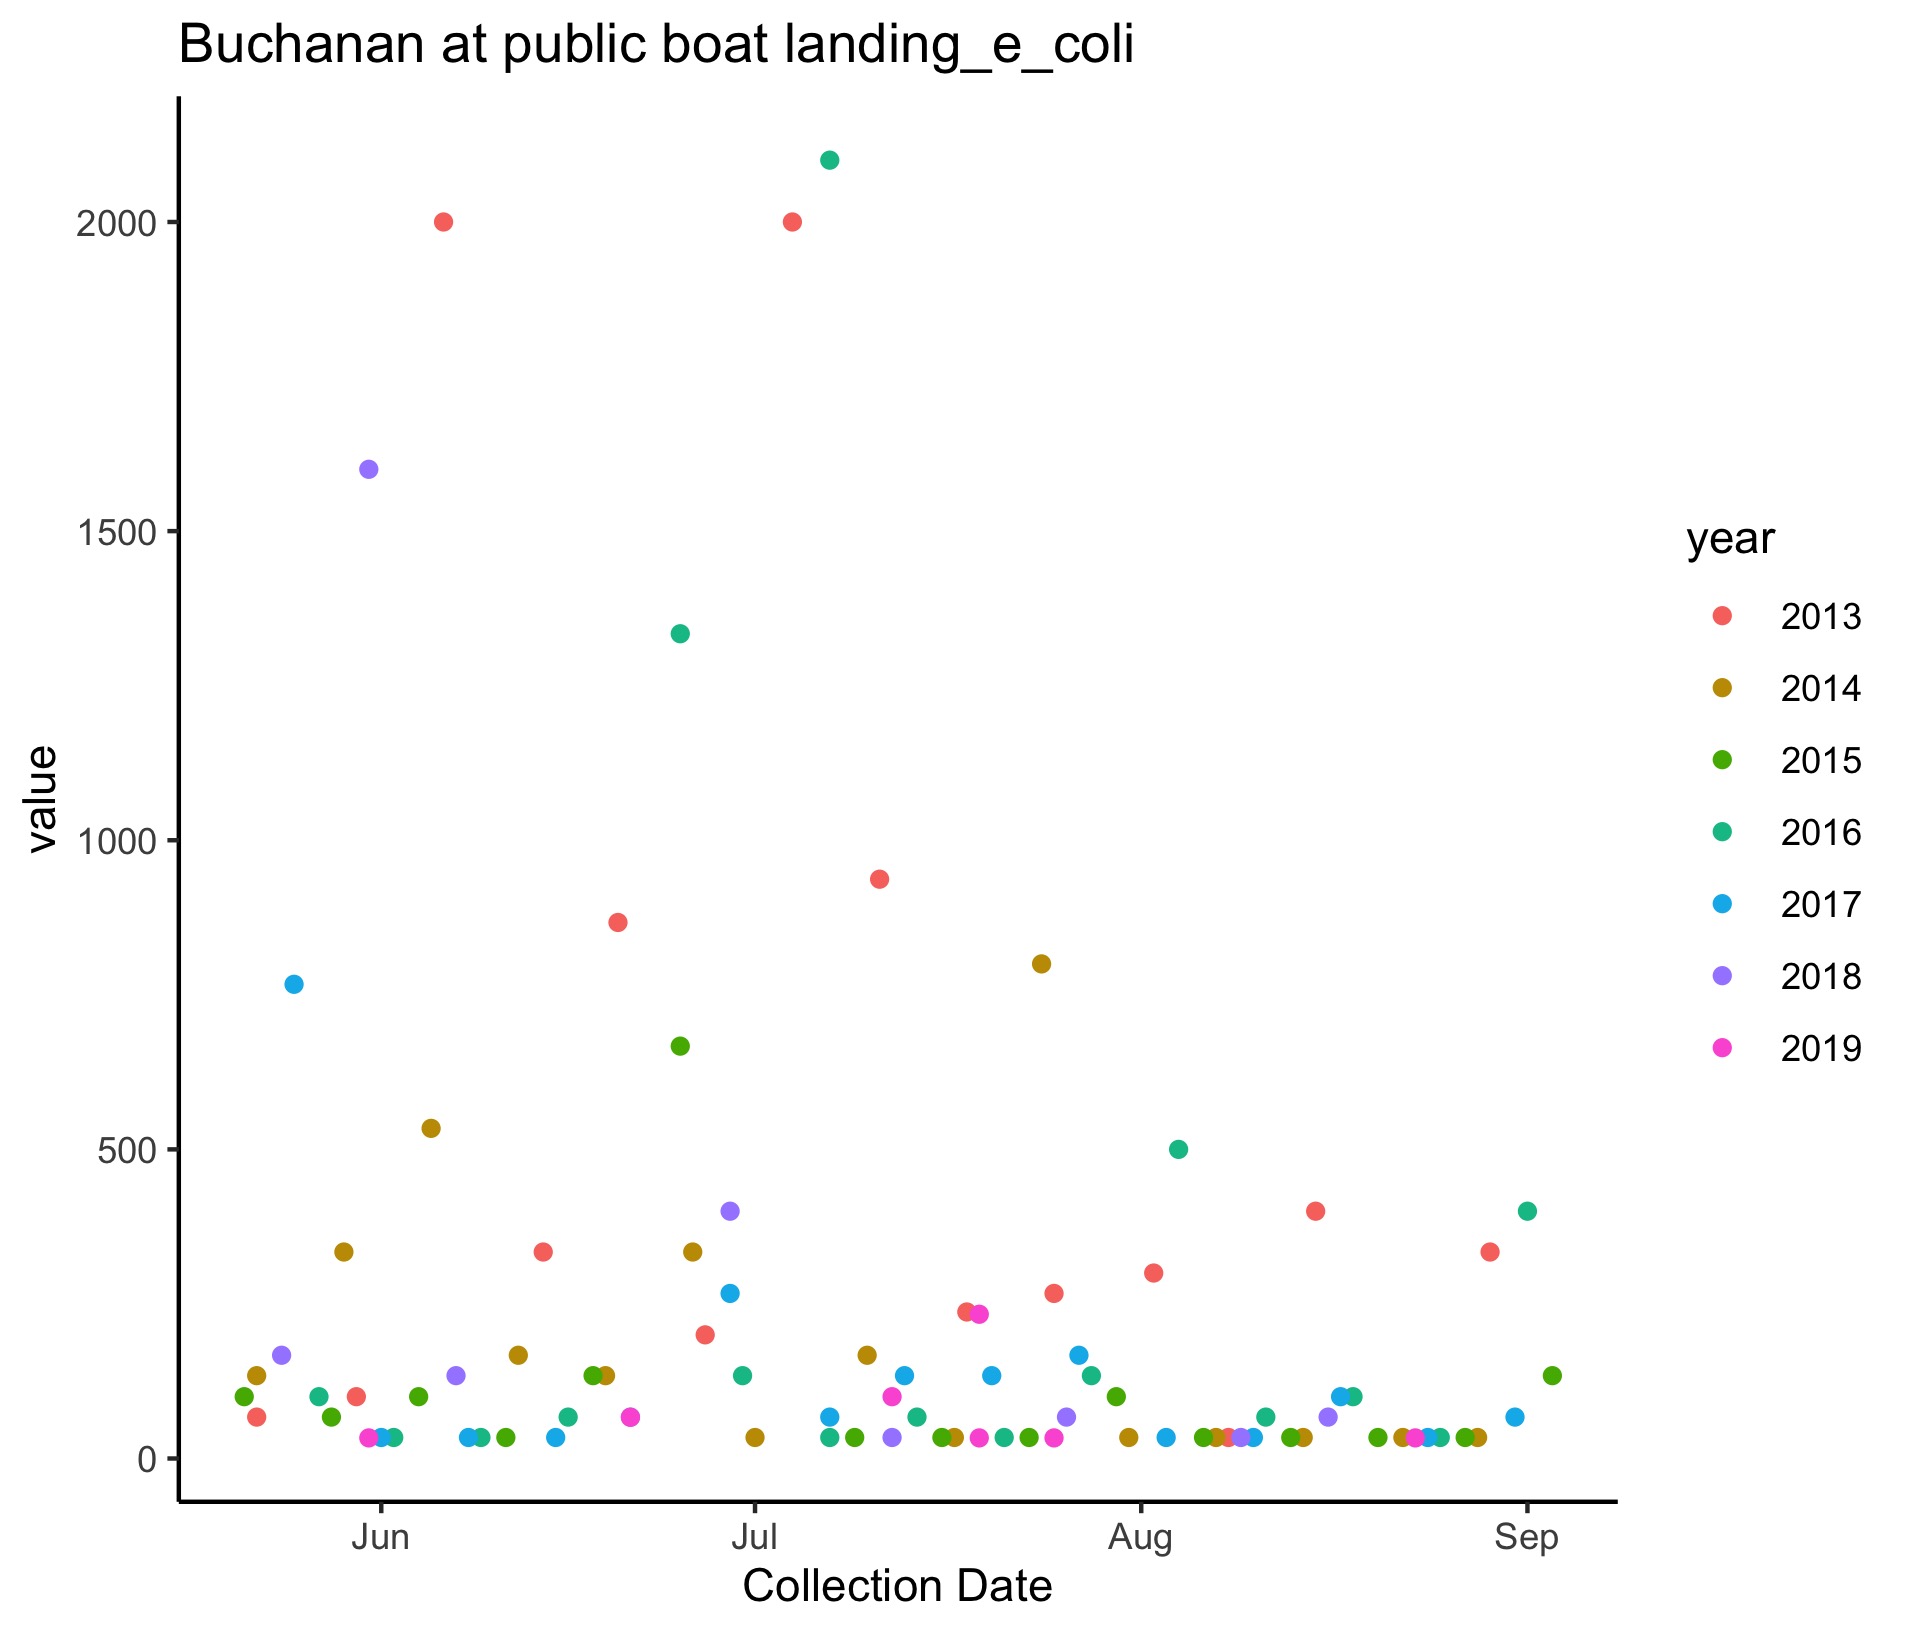 Buchanan at public boat landing_e_coli
2000
1500
1000
500
0
value
Jun Jul Aug Sep
Collection Date
year
2013
2014
2015
2016
2017
2018
2019